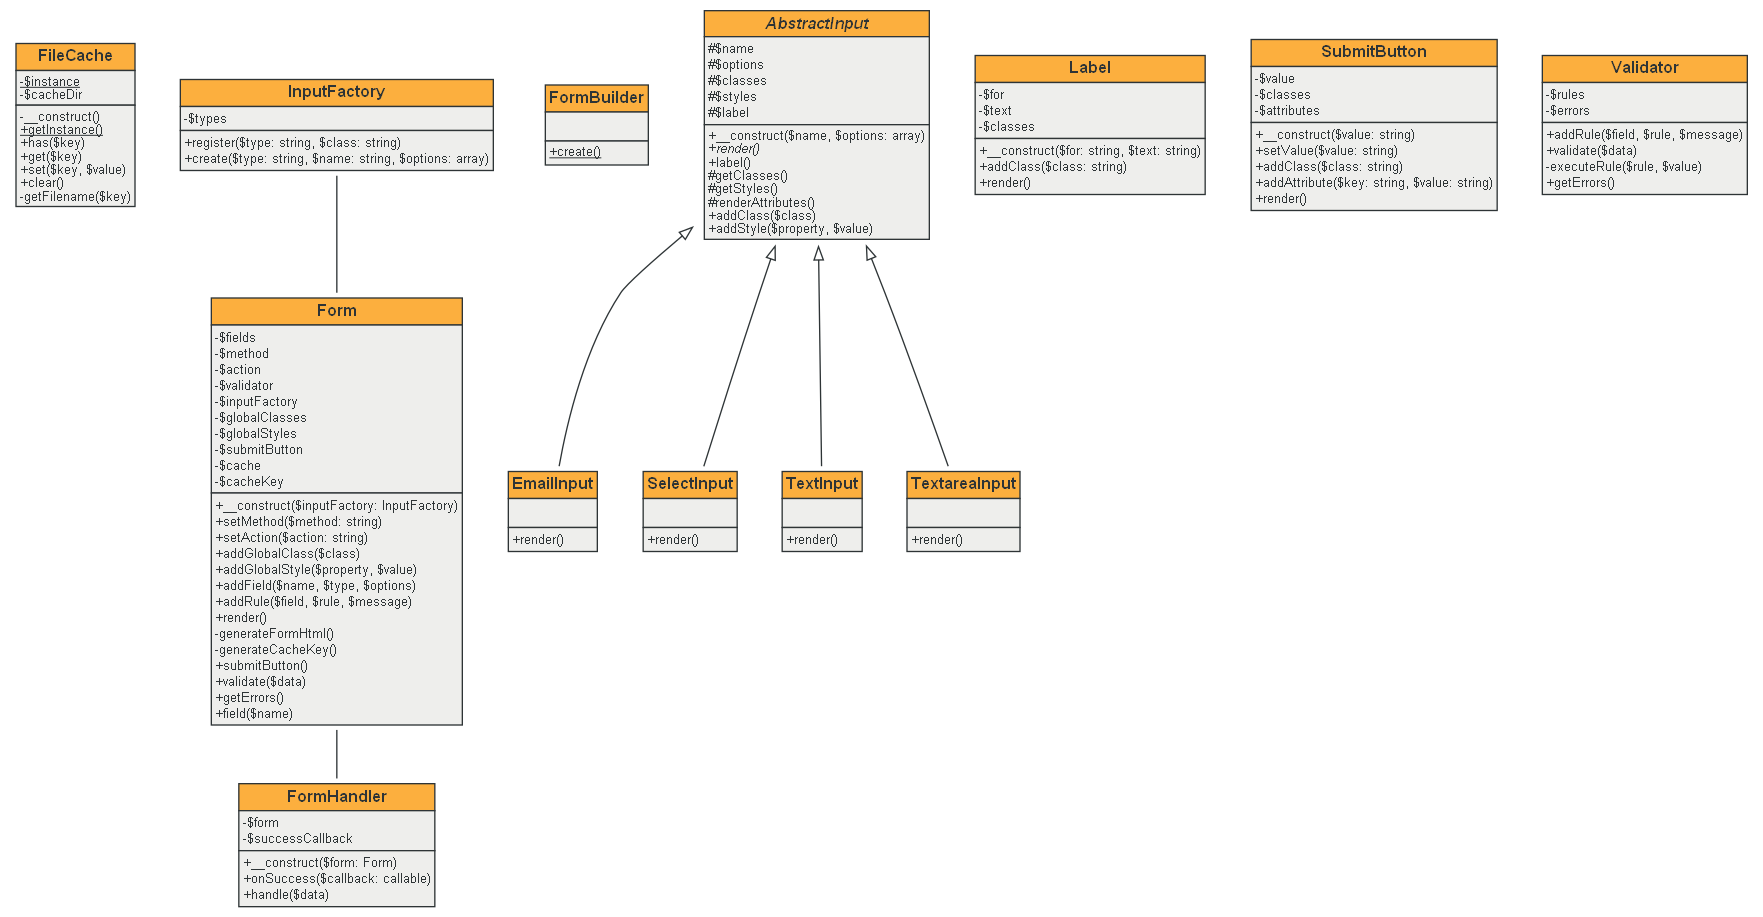 FileCache
-$instance
-$cacheDir
-__construct()
+getInstance()
+has($key)
+get($key)
+set($key, $value)
+clear()
-getFilename($key)
InputFactory
-$types
+register($type: string, $class: string)
+create($type: string, $name: string, $options: array)
FormBuilder
+create()
AbstractInput
#$name
#$options
#$classes
#$styles
#$label
+__construct($name, $options: array)
+render()
+label()
#getClasses()
#getStyles()
#renderAttributes()
+addClass($class)
+addStyle($property, $value)
Label
-$for
-$text
-$classes
+__construct($for: string, $text: string)
+addClass($class: string)
+render()
SubmitButton
-$value
-$classes
-$attributes
+__construct($value: string)
+setValue($value: string)
+addClass($class: string)
+addAttribute($key: string, $value: string)
+render()
Validator
-$rules
-$errors
+addRule($field, $rule, $message)
+validate($data)
-executeRule($rule, $value)
+getErrors()
Form
-$fields
-$method
-$action
-$validator
-$inputFactory
-$globalClasses
-$globalStyles
-$submitButton
-$cache
-$cacheKey
+__construct($inputFactory: InputFactory)
+setMethod($method: string)
+setAction($action: string)
+addGlobalClass($class)
+addGlobalStyle($property, $value)
+addField($name, $type, $options)
+addRule($field, $rule, $message)
+render()
-generateFormHtml()
-generateCacheKey()
+submitButton()
+validate($data)
+getErrors()
+field($name)
EmailInput
+render()
SelectInput
+render()
TextInput
+render()
TextareaInput
+render()
FormHandler
-$form
-$successCallback
+__construct($form: Form)
+onSuccess($callback: callable)
+handle($data)